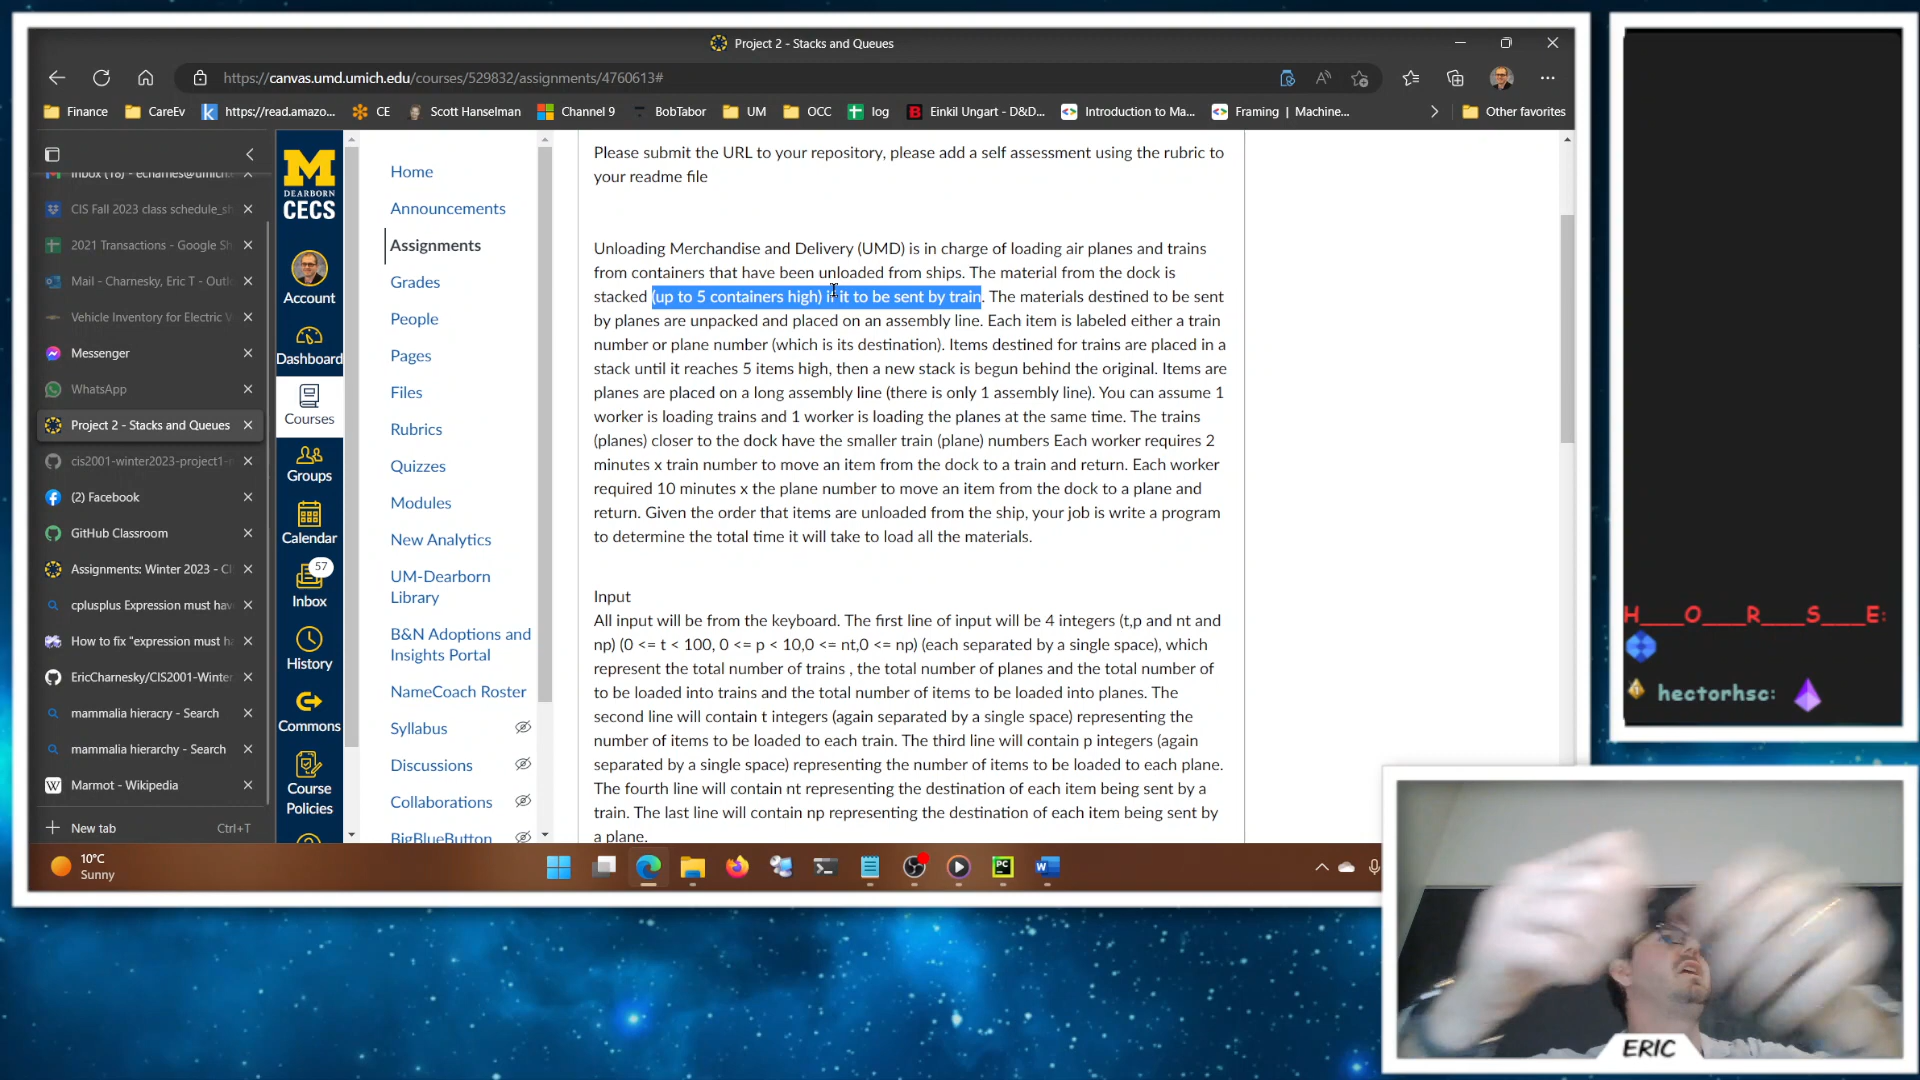 Project 2 - Stacks and Queues
https://canvas.umd.umich.edu/courses/529832/assignments/4760613#
Finance
CareEv
https://read.amazo...
CE
Scott Hanselman
Channel 9
BobTabor
UM
OCC
log
Einkil Ungart - D&D...
Introduction to Ma...
Framing | Machine...
Other favorites
CIS Fall 2023 class schedule_s
2021 Transactions - Google Sh
Mail - Charnesky, Eric T - Outl
Vehicle Inventory for Electric V
Messenger
WhatsApp
Project 2 - Stacks and Queues
cis2001-winter2023-project1-
(2) Facebook
GitHub Classroom
Assignments: Winter 2023 - CI
cplusplus Expression must hav
How to fix "expression must h
EricCharnesky/CIS2001-Winter
mammalia hieracry - Search
mammalia hierarchy - Search
Marmot - Wikipedia
New tab
Ctrl+T
M
DEARBORN
CECS
Account
Dashboard
Courses
Groups
Calendar
57
Inbox
History
Commons
Course
Policies
Home
Announcements
Assignments
Grades
People
Pages
Files
Rubrics
Quizzes
Modules
New Analytics
UM-Dearborn
Library
B&N Adoptions and
Insights Portal
NameCoach Roster
Syllabus
Discussions
Collaborations
BigBlueButton
Please submit the URL to your repository, please add a self assessment using the rubric to
your readme file
Unloading Merchandise and Delivery (UMD) is in charge of loading air planes and trains
from containers that have been unloaded from ships. The material from the dock is
stacked (up to 5 containers high) if it to be sent by train. The materials destined to be sent
by planes are unpacked and placed on an assembly line. Each item is labeled either a train
number or plane number (which is its destination). Items destined for trains are placed in a
stack until it reaches 5 items high, then a new stack is begun behind the original. Items are
planes are placed on a long assembly line (there is only 1 assembly line). You can assume 1
worker is loading trains and 1 worker is loading the planes at the same time. The trains
(planes) closer to the dock have the smaller train (plane) numbers Each worker requires 2
minutes x train number to move an item from the dock to a train and return. Each worker
required 10 minutes x the plane number to move an item from the dock to a plane and
return. Given the order that items are unloaded from the ship, your job is write a program
to determine the total time it will take to load all the materials.
Input
All input will be from the keyboard. The first line of input will be 4 integers (t,p and nt and
np) (0 <= t < 100, 0 <= p < 10,0 <= nt,0 <= np) (each separated by a single space), which
represent the total number of trains , the total number of planes and the total number of
to be loaded into trains and the total number of items to be loaded into planes. The
second line will contain t integers (again separated by a single space) representing the
number of items to be loaded to each train. The third line will contain p integers (again
separated by a single space) representing the number of items to be loaded to each plane.
The fourth line will contain nt representing the destination of each item being sent by a
train. The last line will contain np representing the destination of each item being sent by
a plane.
10°C
Sunny
H___O___R___S___E:
hectorhsc:
ERIC